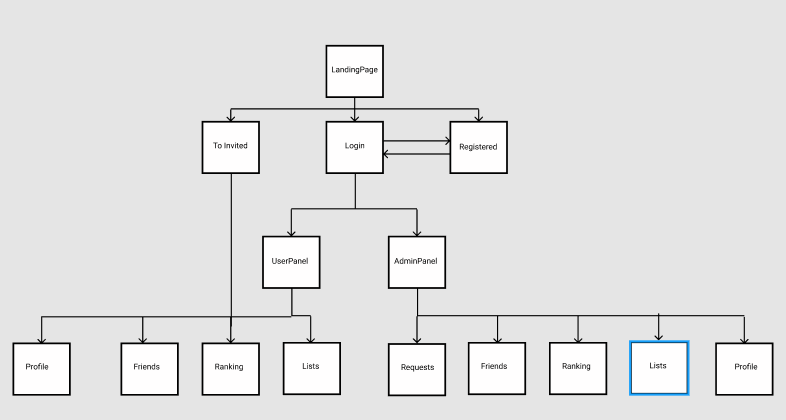 LandingPage
To Invited
Login
Registered
UserPanel
AdminPanel
Profile
Friends
Ranking
Lists
Requests
Friends
Ranking
Lists
Profile